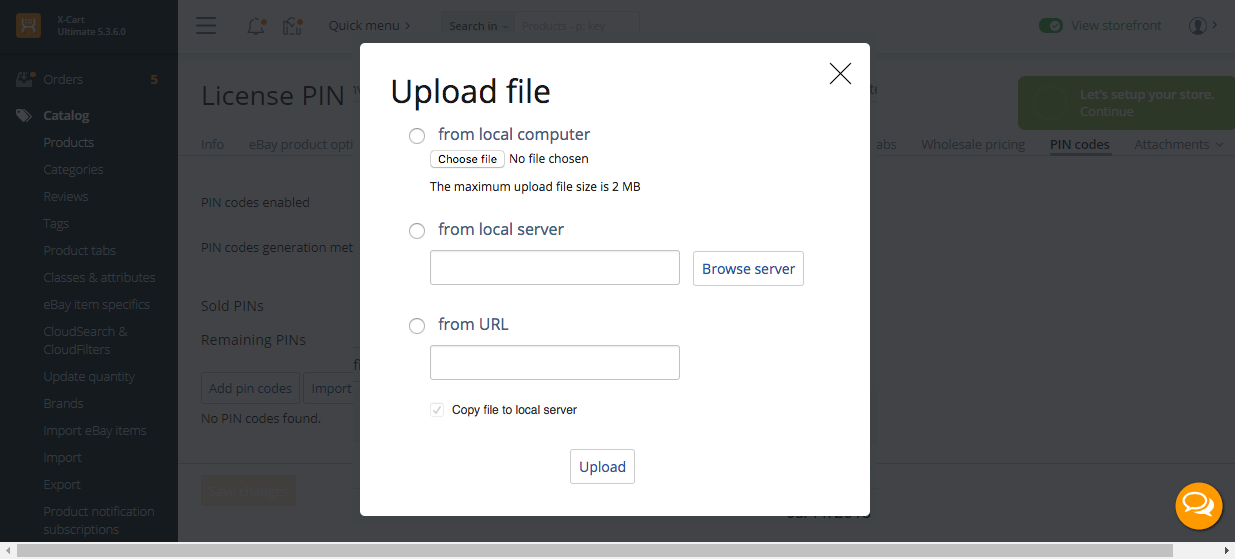 X-Cart
Ultimate 5.3.6.0
Quick menu
Search in
Products - p: key
View storefront
Orders 5
Catalog
Products
Categories
Reviews
Tags
Product tabs
Classes & attributes
eBay item specifics
CloudSearch &
CloudFilters
Update quantity
Brands
Import eBay items
Import
Export
Product notification
subscriptions
License PIN
Let's setup your store.
Continue
Info eBay product opti
abs Wholesale pricing PIN codes Attachments
PIN codes enabled
PIN codes generation met
Sold PINs
Remaining PINs
Add pin codes Import
No PIN codes found.
Save changes
Upload file
from local computer
Choose file No file chosen
The maximum upload file size is 2 MB
from local server
Browse server
from URL
Copy file to local server
Upload